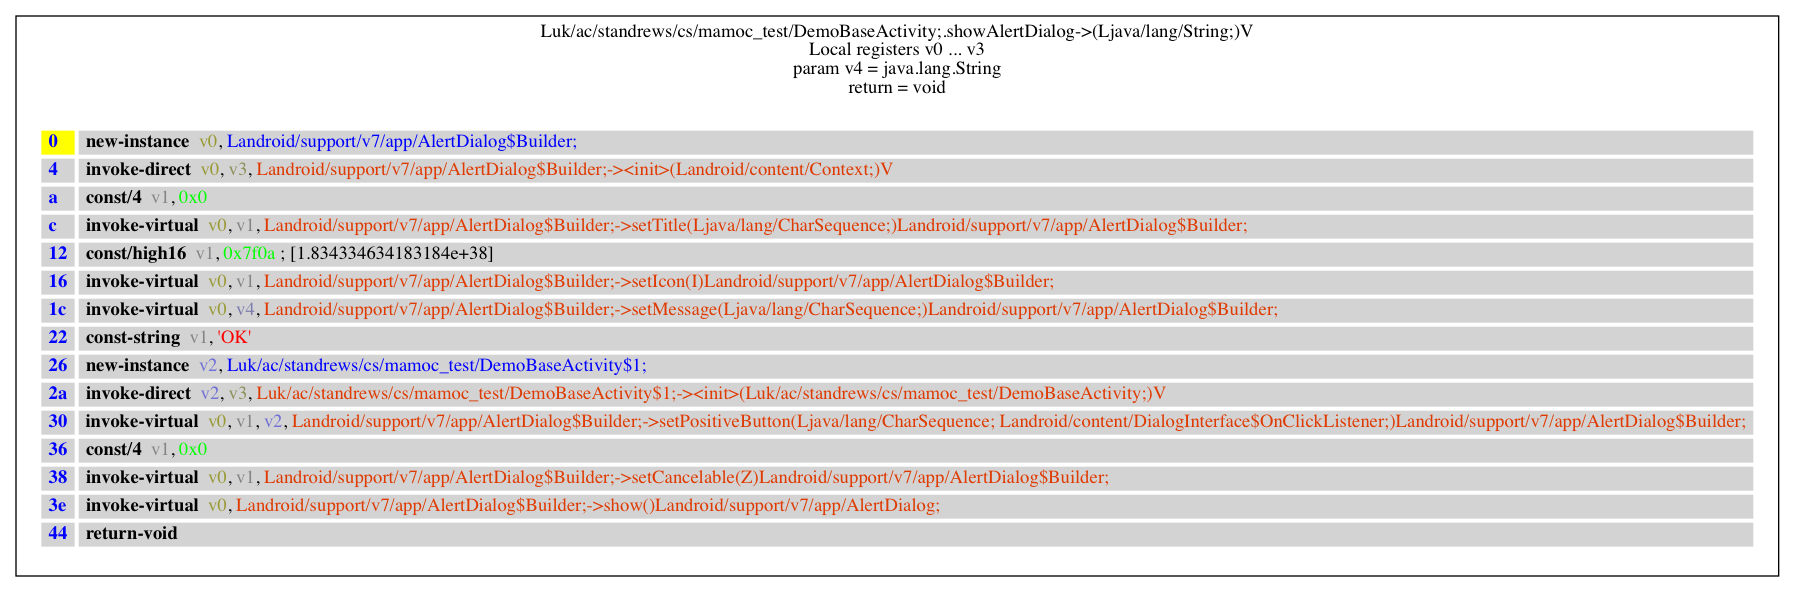 Luk/ac/standrews/cs/mamoc_test/DemoBaseActivity;.showAlertDialog->(Ljava/lang/String;)V
Local registers v0 ... v3
param v4 = java.lang.String
return = void
0 new-instance v0, Landroid/support/v7/app/AlertDialog$Builder;
4 invoke-direct v0, v3, Landroid/support/v7/app/AlertDialog$Builder;-><init>(Landroid/content/Context;)V
a const/4 v1, 0x0
c invoke-virtual v0, v1, Landroid/support/v7/app/AlertDialog$Builder;->setTitle(Ljava/lang/CharSequence;)Landroid/support/v7/app/AlertDialog$Builder;
12 const/high16 v1, 0x7f0a ; [1.834334634183184e+38]
16 invoke-virtual v0, v1, Landroid/support/v7/app/AlertDialog$Builder;->setIcon(I)Landroid/support/v7/app/AlertDialog$Builder;
1c invoke-virtual v0, v4, Landroid/support/v7/app/AlertDialog$Builder;->setMessage(Ljava/lang/CharSequence;)Landroid/support/v7/app/AlertDialog$Builder;
22 const-string v1, 'OK'
26 new-instance v2, Luk/ac/standrews/cs/mamoc_test/DemoBaseActivity$1;
2a invoke-direct v2, v3, Luk/ac/standrews/cs/mamoc_test/DemoBaseActivity$1;-><init>(Luk/ac/standrews/cs/mamoc_test/DemoBaseActivity;)V
30 invoke-virtual v0, v1, v2, Landroid/support/v7/app/AlertDialog$Builder;->setPositiveButton(Ljava/lang/CharSequence; Landroid/content/DialogInterface$OnClickListener;)Landroid/support/v7/app/AlertDialog$Builder;
36 const/4 v1, 0x0
38 invoke-virtual v0, v1, Landroid/support/v7/app/AlertDialog$Builder;->setCancelable(Z)Landroid/support/v7/app/AlertDialog$Builder;
3e invoke-virtual v0, Landroid/support/v7/app/AlertDialog$Builder;->show()Landroid/support/v7/app/AlertDialog;
44 return-void